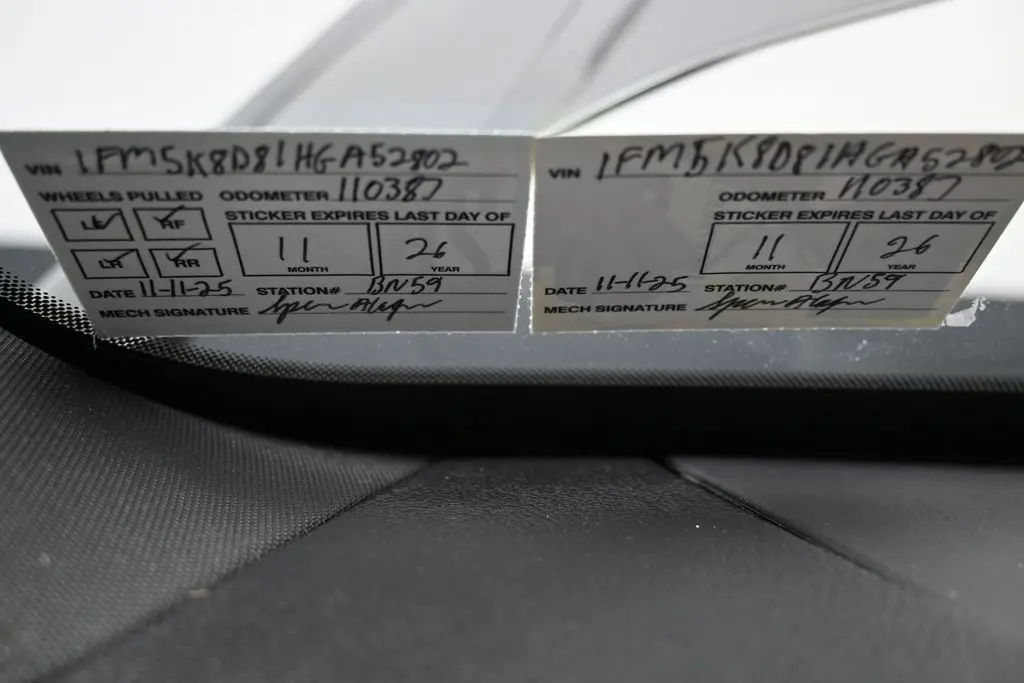 VIN 1FM5K8D81HGA52802
WHEELS PULLED ODOMETER 110387
LF RF STICKER EXPIRES LAST DAY OF
LR RR 11 26
MONTH YEAR
DATE 11-11-25 STATION# BN59
MECH SIGNATURE
VIN 1FM5K8D81HGA52802
ODOMETER 110387
STICKER EXPIRES LAST DAY OF
11 26
MONTH YEAR
DATE 11-11-25 STATION# BN59
MECH SIGNATURE